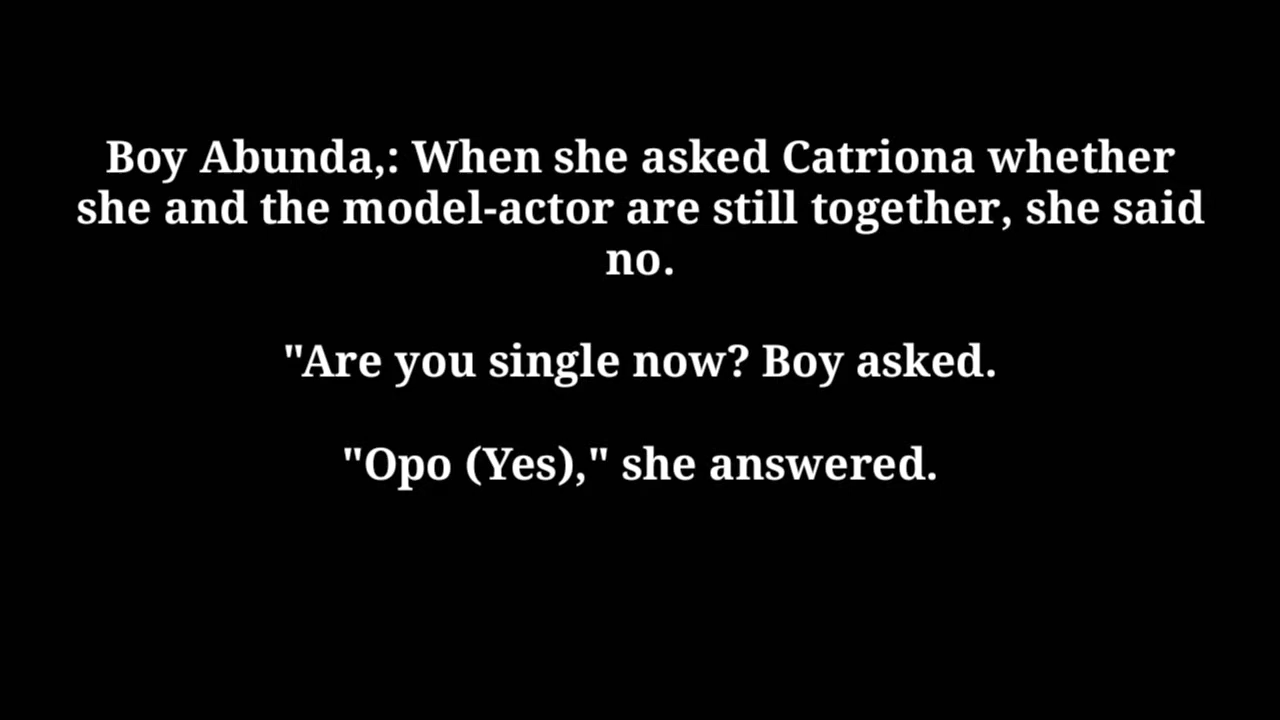 Boy Abunda,: When she asked Catriona whether
she and the model-actor are still together, she said
no.
"Are you single now? Boy asked.
"Opo (Yes)," she answered.